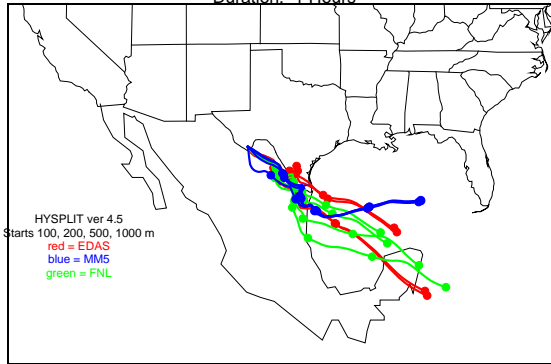 HYSPLIT ver 4.5
Starts 100, 200, 500, 1000 m
red = EDAS
blue = MM5
green = FNL